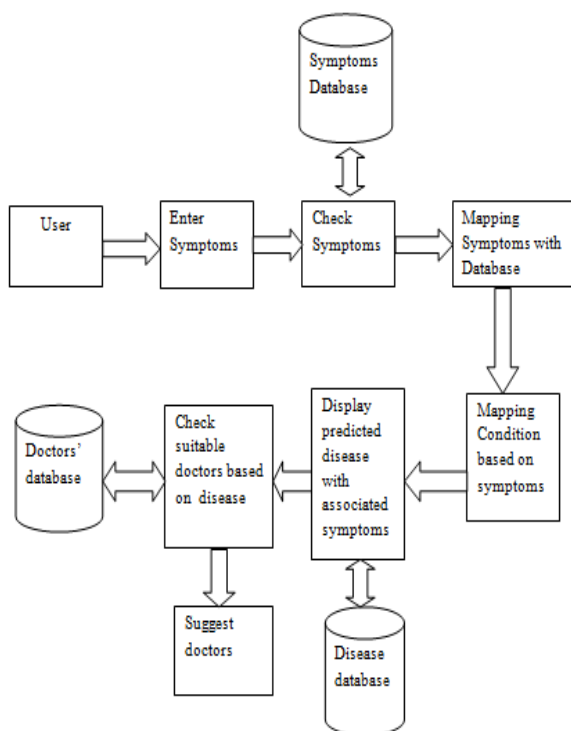 Symptoms
Database
User
Enter
Symptoms
Check
Symptoms
Mapping
Symptoms with
Database
Mapping
Condition
based on
symptoms
Display
predicted
disease
with
associated
symptoms
Check
suitable
doctors based
on disease
Doctors’
database
Suggest
doctors
Disease
database